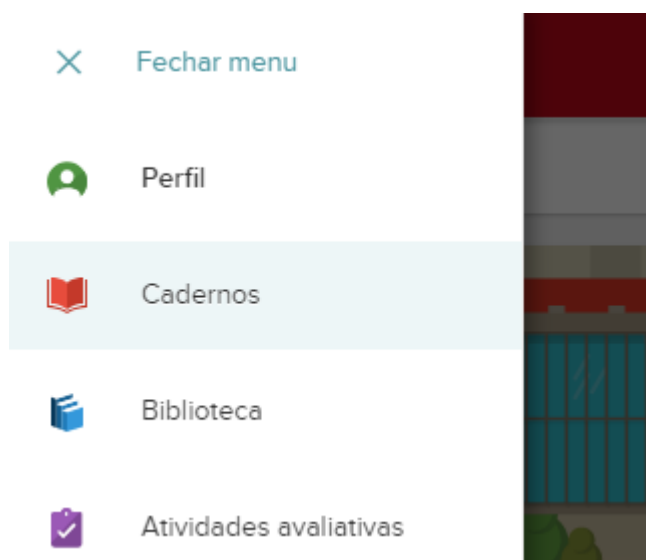 Fechar menu
Perfil
Cadernos
Biblioteca
Atividades avaliativas